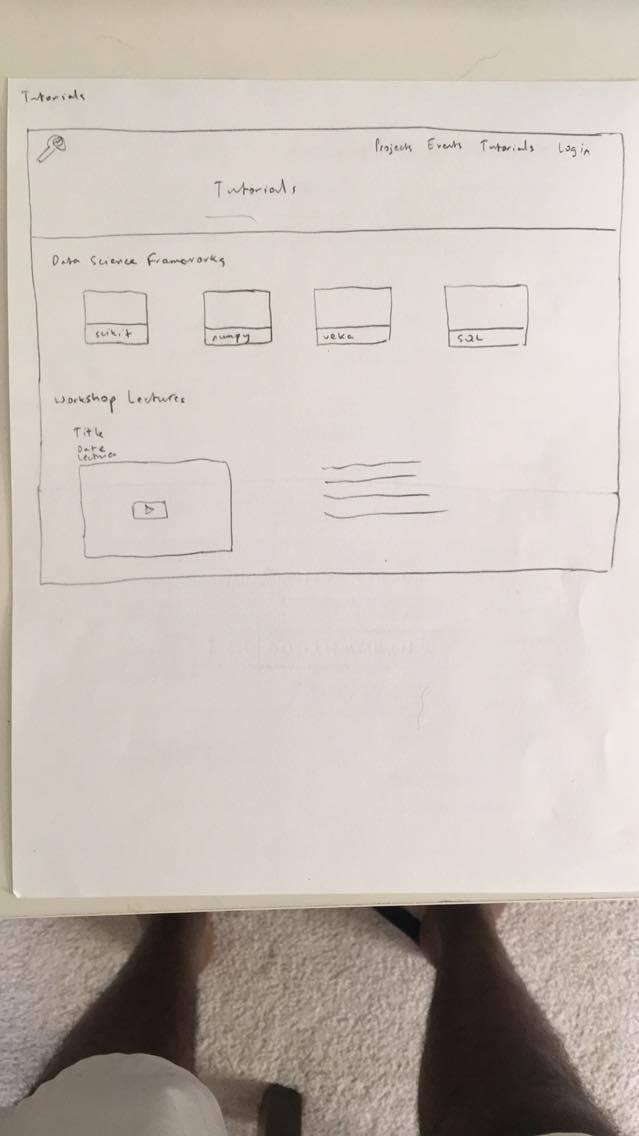 Tutorials
Projects Events Tutorials Login
Tutorials
Data Science Frameworks
scikit numpy weka SQL
Workshop Lectures
Title
Date
Lecturer